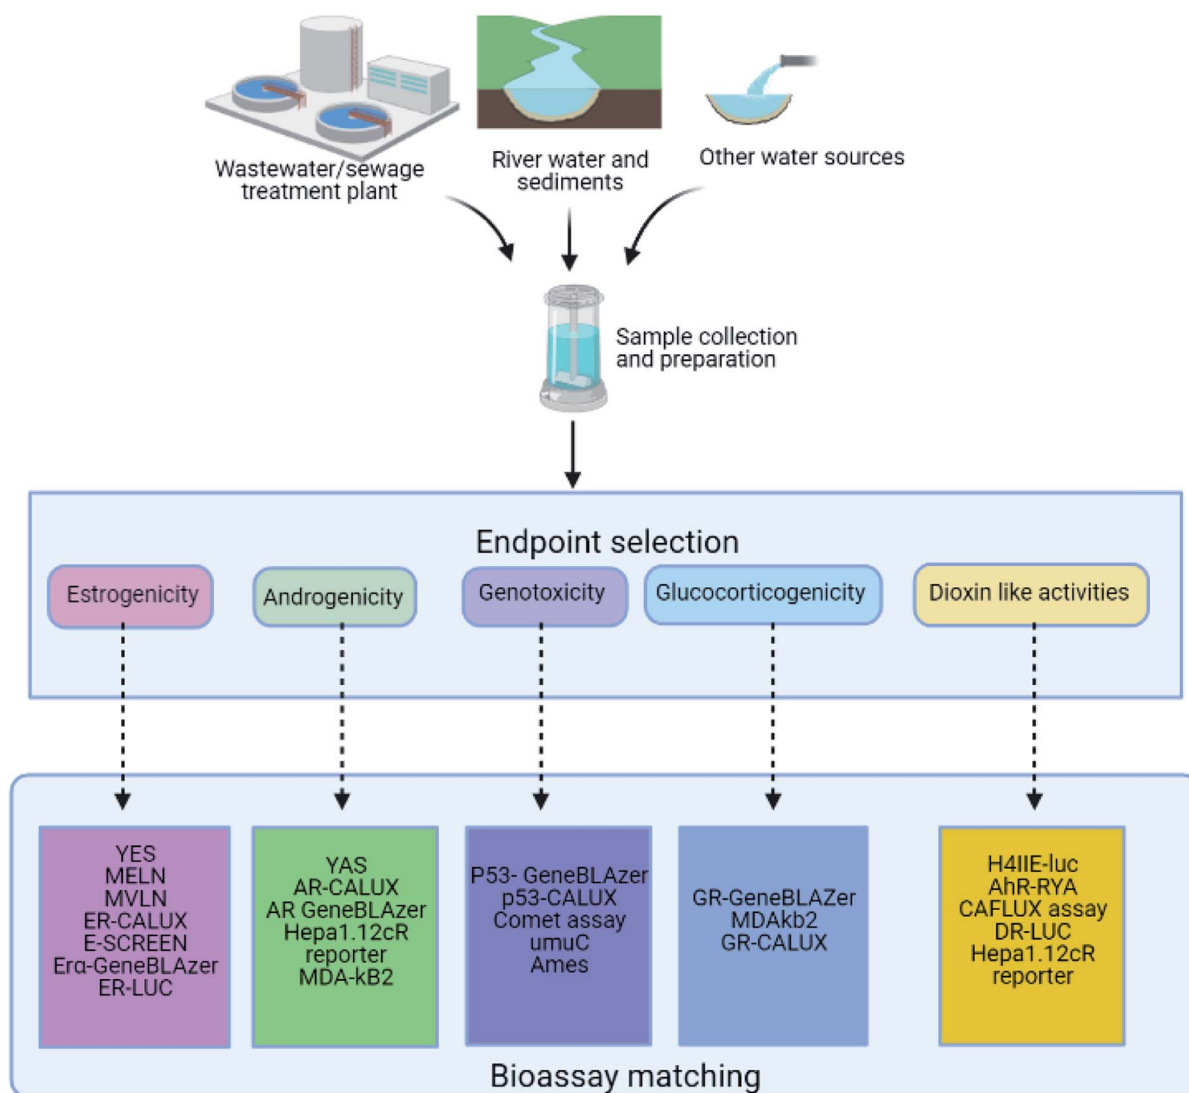 Wastewater/sewage
treatment plant
River water and
sediments
Other water sources
Sample collection
and preparation
Endpoint selection
Estrogenicity
Androgenicity
Genotoxicity
Glucocorticogenicity
Dioxin like activities
YES
MELN
MVLN
ER-CALUX
E-SCREEN
Erα-GeneBLAzer
ER-LUC
YAS
AR-CALUX
AR GeneBLAzer
Hepa1.12cR
reporter
MDA-kB2
P53- GeneBLAzer
p53-CALUX
Comet assay
umuC
Ames
GR-GeneBLAZer
MDAkb2
GR-CALUX
H4IIE-luc
AhR-RYA
CAFLUX assay
DR-LUC
Hepa1.12cR
reporter
Bioassay matching